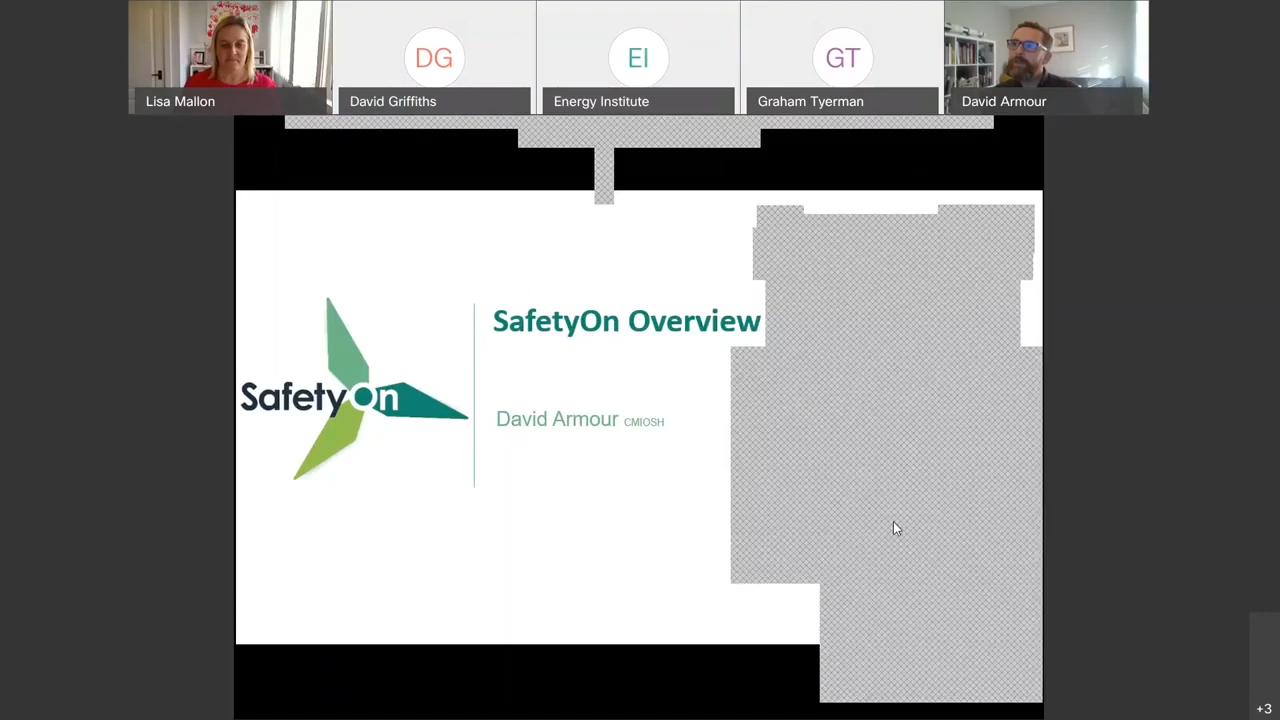 DG
EI
GT
Lisa Mallon
David Griffiths
Energy Institute
Graham Tyerman
David Armour
SafetyOn Overview
SafetyOn
David Armour CMIOSH
+3